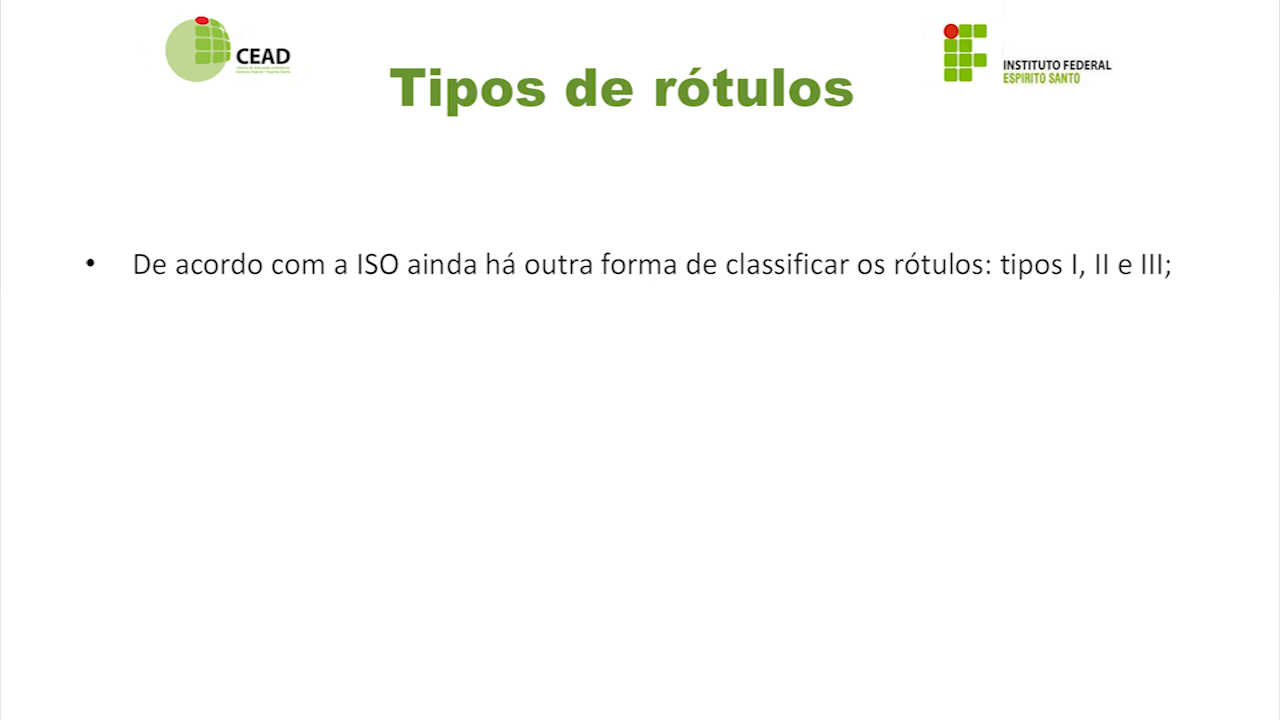 CEAD
Tipos de rótulos
INSTITUTO FEDERAL
ESPÍRITO SANTO
• De acordo com a ISO ainda há outra forma de classificar os rótulos: tipos I, II e III;